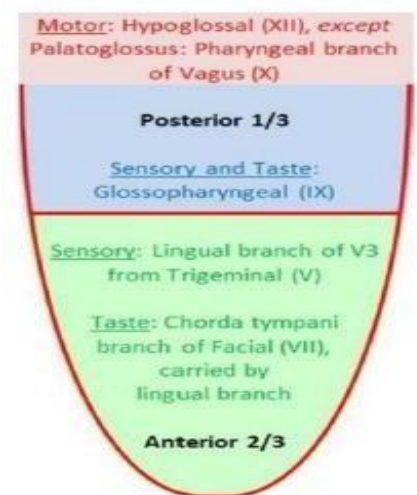 Motor: Hypoglossal (XII), except
Palatoglossus: Pharyngeal branch
of Vagus (X)
Posterior 1/3
Sensory and Taste:
Glossopharyngeal (IX)
Sensory: Lingual branch of V3
from Trigeminal (V)
Taste: Chorda tympani
branch of Facial (VII),
carried by
lingual branch
Anterior 2/3